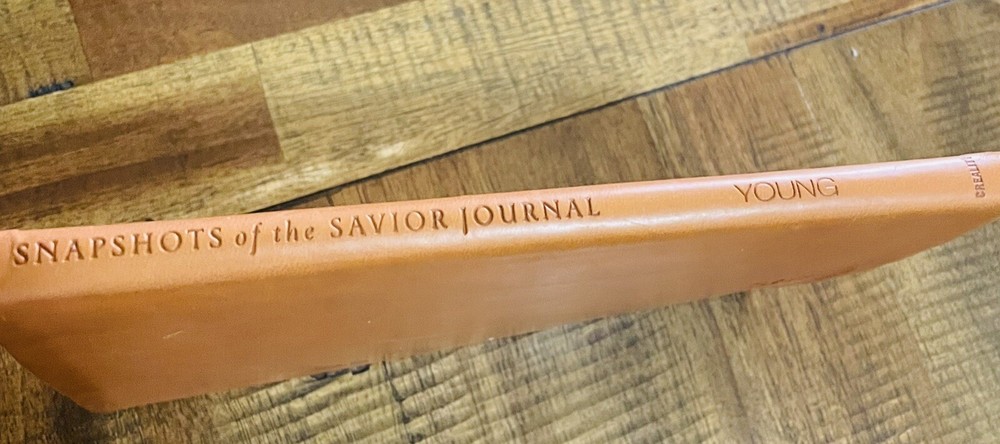 SNAPSHOTS of the SAVIOR JOURNAL
YOUNG